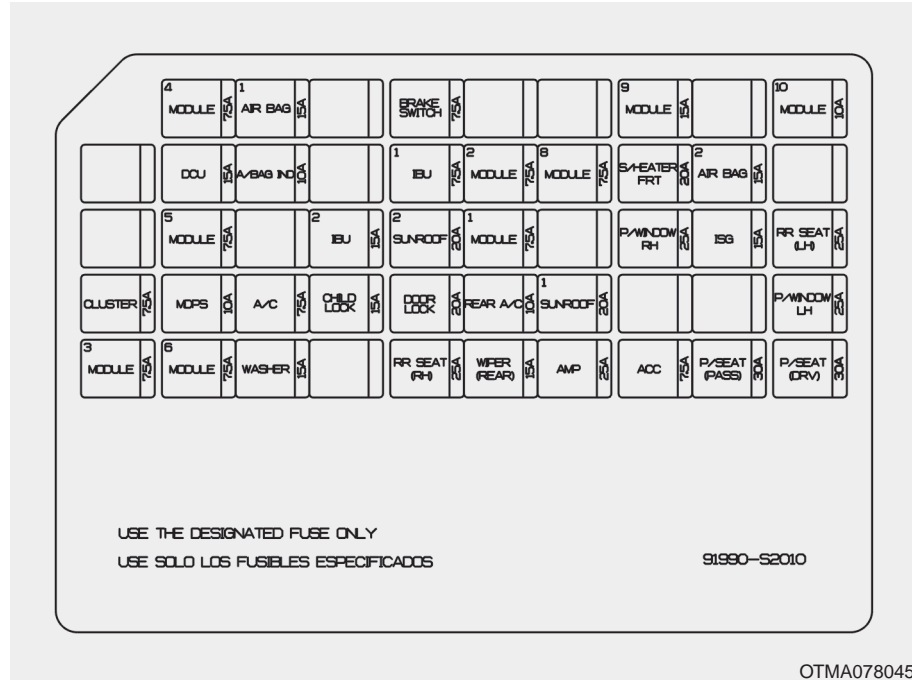 4 MODULE 7.5A 1 AIR BAG 15A BRAKE SWITCH 7.5A 9 MODULE 15A 10 MODULE 10A
DCU 15A A/BAG IND 10A 1 IBU 7.5A 2 MODULE 7.5A 8 MODULE 7.5A S/HEATER FRT 20A 2 AIR BAG 15A
5 MODULE 7.5A 2 IBU 15A 2 SUNROOF 20A 1 MODULE 7.5A P/WINDOW RH 25A ISG 15A RR SEAT (LH) 25A
CLUSTER 7.5A MDPS 10A A/C 7.5A CHILD LOCK 15A DOOR LOCK 20A REAR A/C 10A 1 SUNROOF 20A P/WINDOW LH 25A
3 MODULE 7.5A 6 MODULE 7.5A WASHER 15A RR SEAT (RH) 25A WIPER (REAR) 15A AMP 25A ACC 7.5A P/SEAT (PASS) 30A P/SEAT (DRV) 30A
USE THE DESIGNATED FUSE ONLY
USE SOLO LOS FUSIBLES ESPECIFICADOS
91990-S2010
OTMA078045